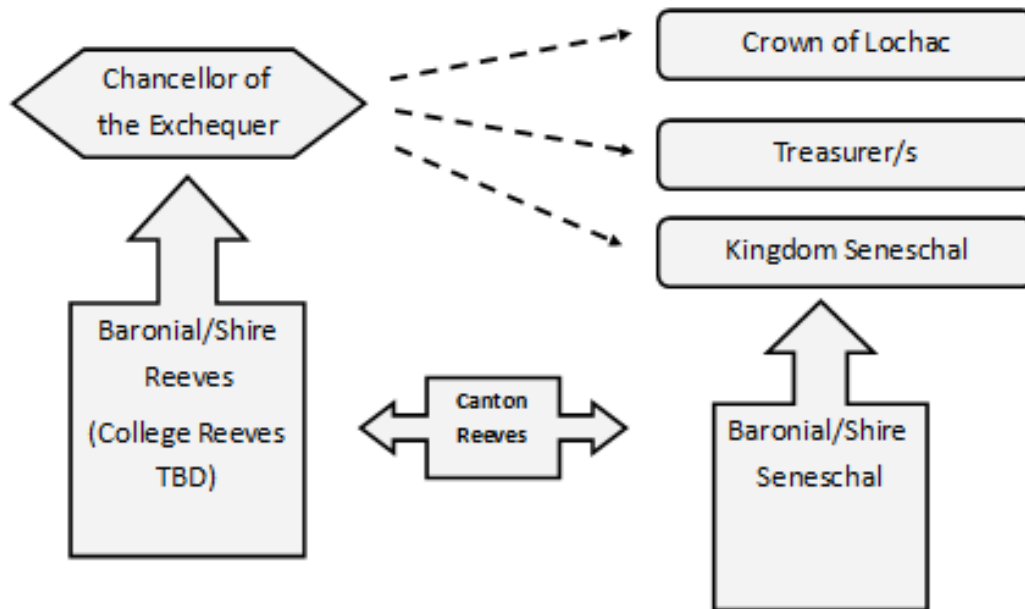 Chancellor of
the Exchequer
Crown of Lochac
Treasurer/s
Kingdom Seneschal
Baronial/Shire
Reeves
(College Reeves
TBD)
Canton
Reeves
Baronial/Shire
Seneschal